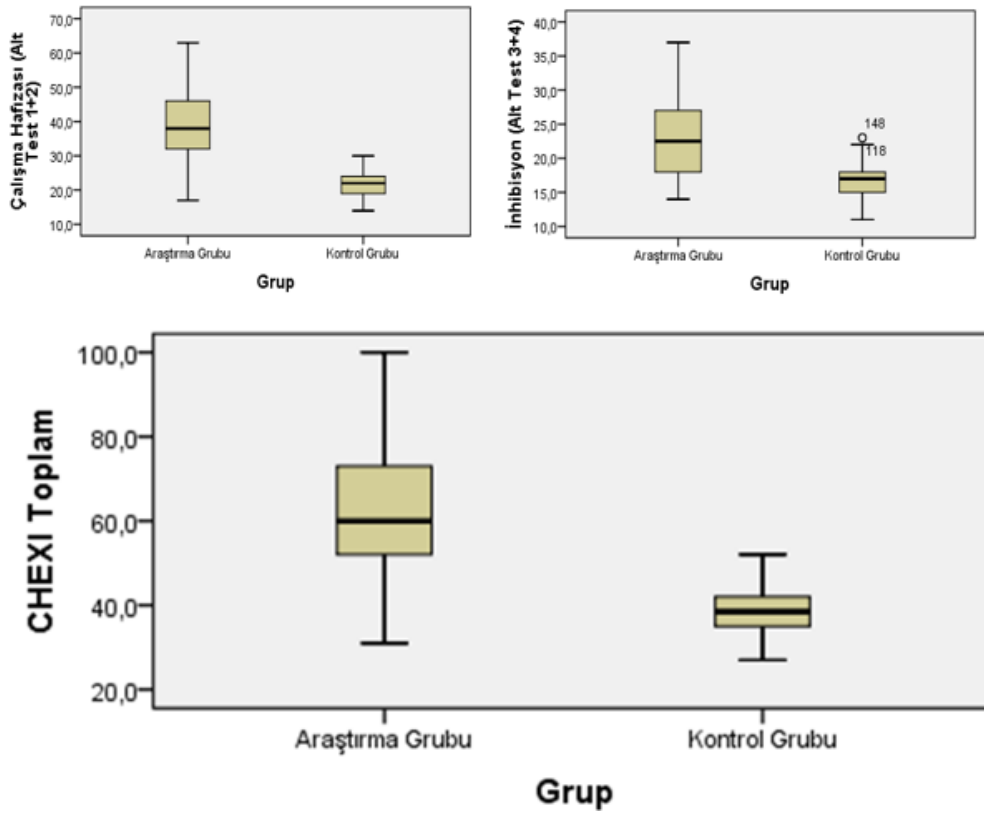 Çalışma Hafızası (Alt
Test 1+2)
70,0
60,0
50,0
40,0
30,0
20,0
10,0
Araştırma Grubu
Kontrol Grubu
Grup
İnhibisyon (Alt Test 3+4)
40,0
35,0
30,0
25,0
20,0
15,0
10,0
148
118
Araştırma Grubu
Kontrol Grubu
Grup
CHEXI Toplam
100,0
80,0
60,0
40,0
20,0
Araştırma Grubu
Kontrol Grubu
Grup